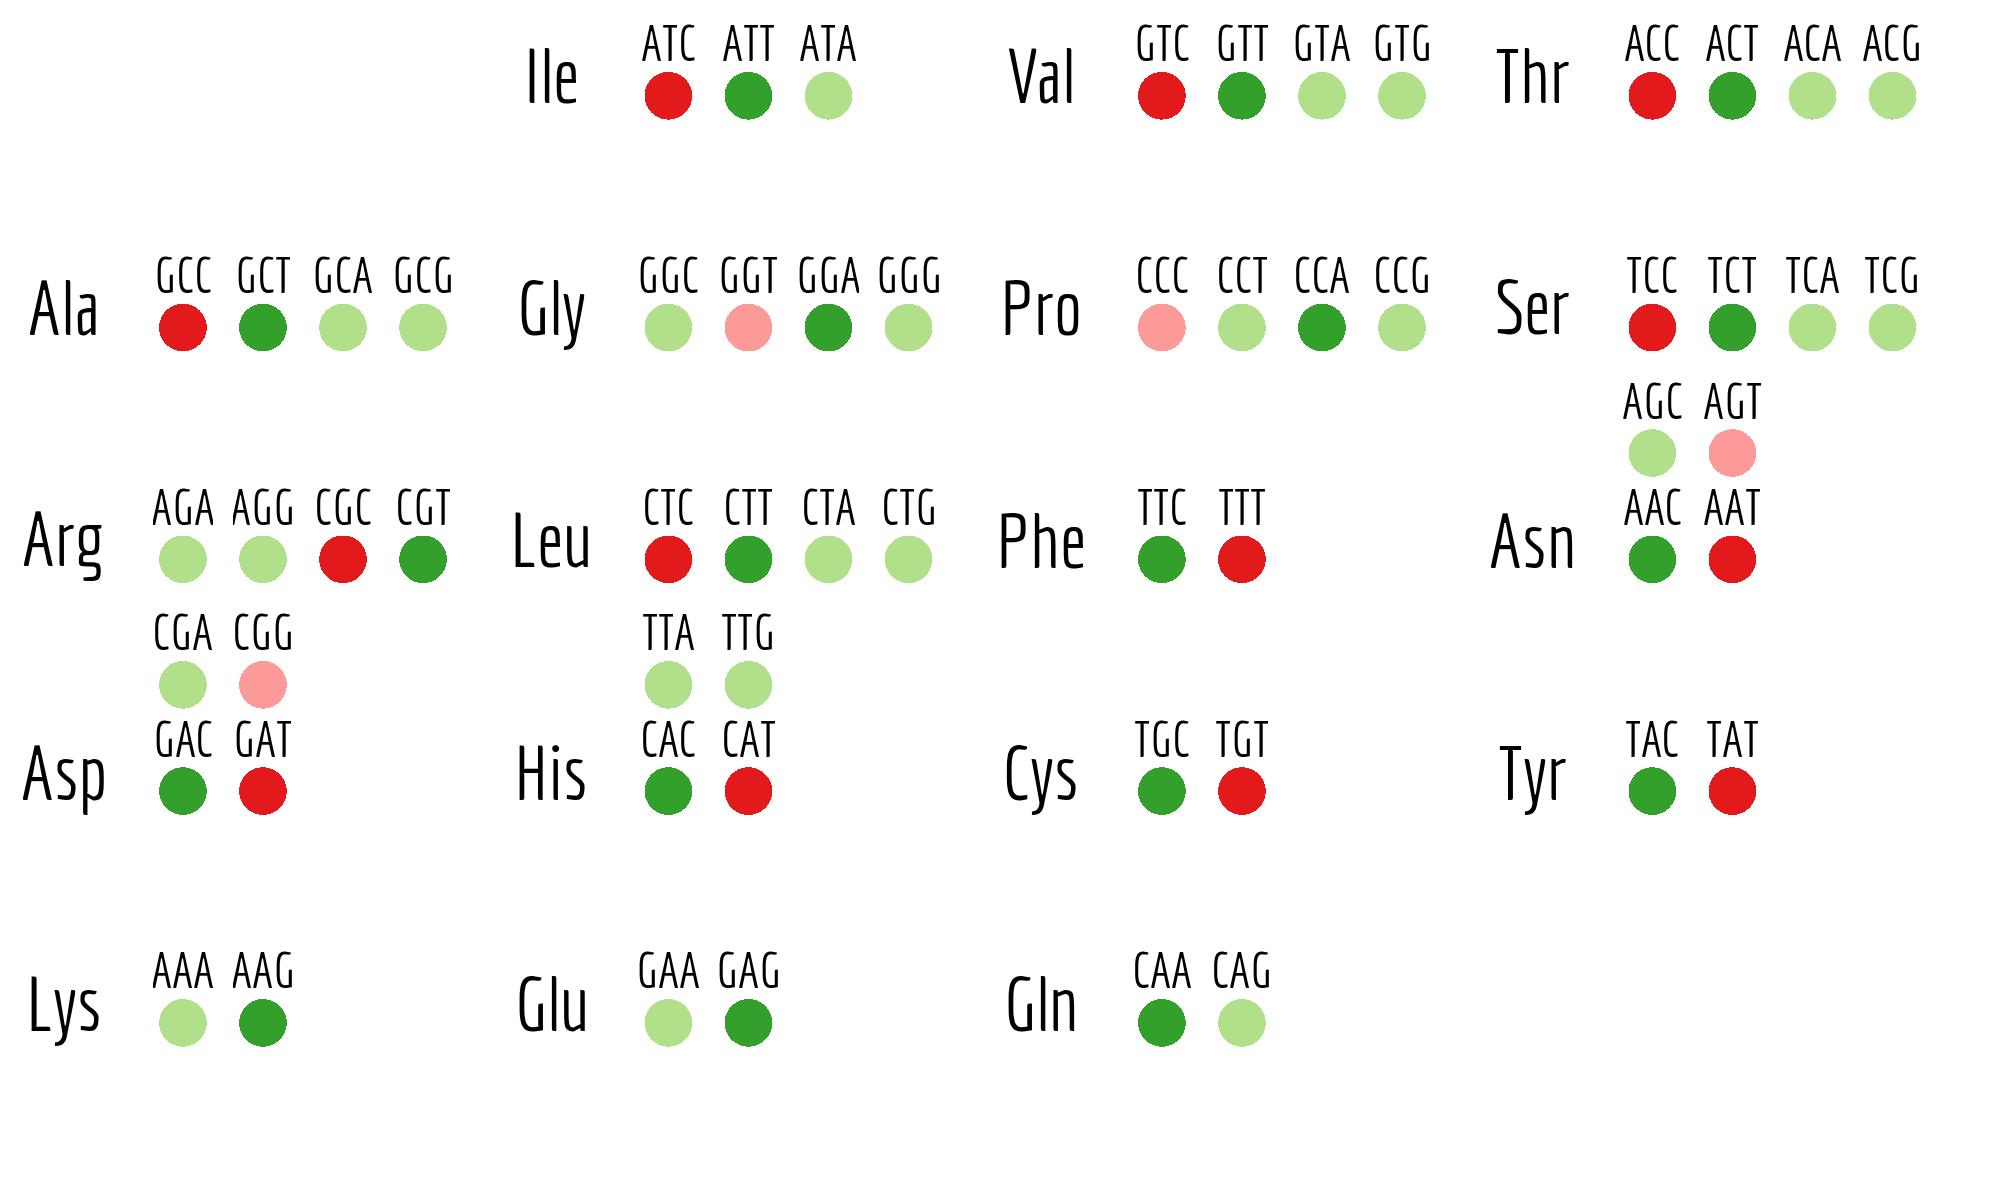 ATC ATT ATA
Ile
GTC GTT GTA GTG
Val
ACC ACT ACA ACG
Thr
GCC GCT GCA GCG
Ala
GGC GGT GGA GGG
Gly
CCC CCT CCA CCG
Pro
TCC TCT TCA TCG
Ser
AGC AGT
AGA AGG CGC CGT
Arg
CGA CGG
CTC CTT CTA CTG
Leu
TTA TTG
TTC TTT
Phe
AAC AAT
Asn
GAC GAT
Asp
CAC CAT
His
TGC TGT
Cys
TAC TAT
Tyr
AAA AAG
Lys
GAA GAG
Glu
CAA CAG
Gln